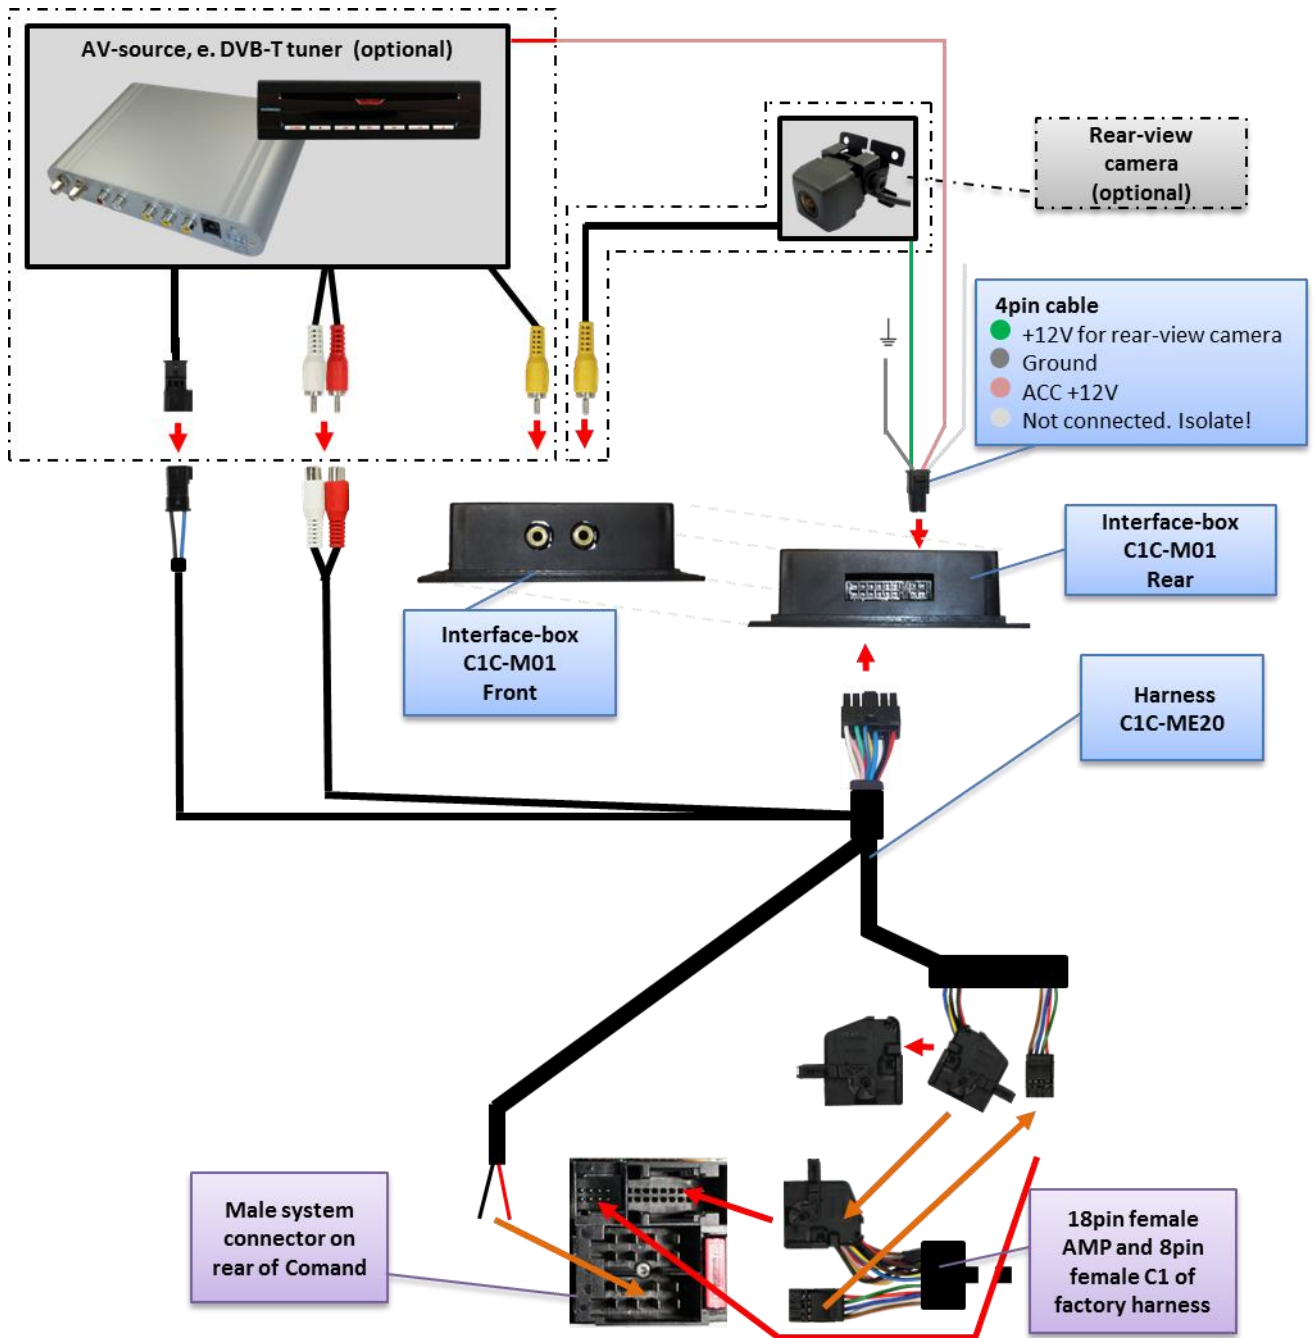 AV-source, e. DVB-T tuner (optional)
Rear-view
camera
(optional)
4pin cable
+12V for rear-view camera
Ground
ACC +12V
Not connected. Isolate!
Interface-box
C1C-M01
Rear
Interface-box
C1C-M01
Front
Harness
C1C-ME20
Male system
connector on
rear of Comand
18pin female
AMP and 8pin
female C1 of
factory harness